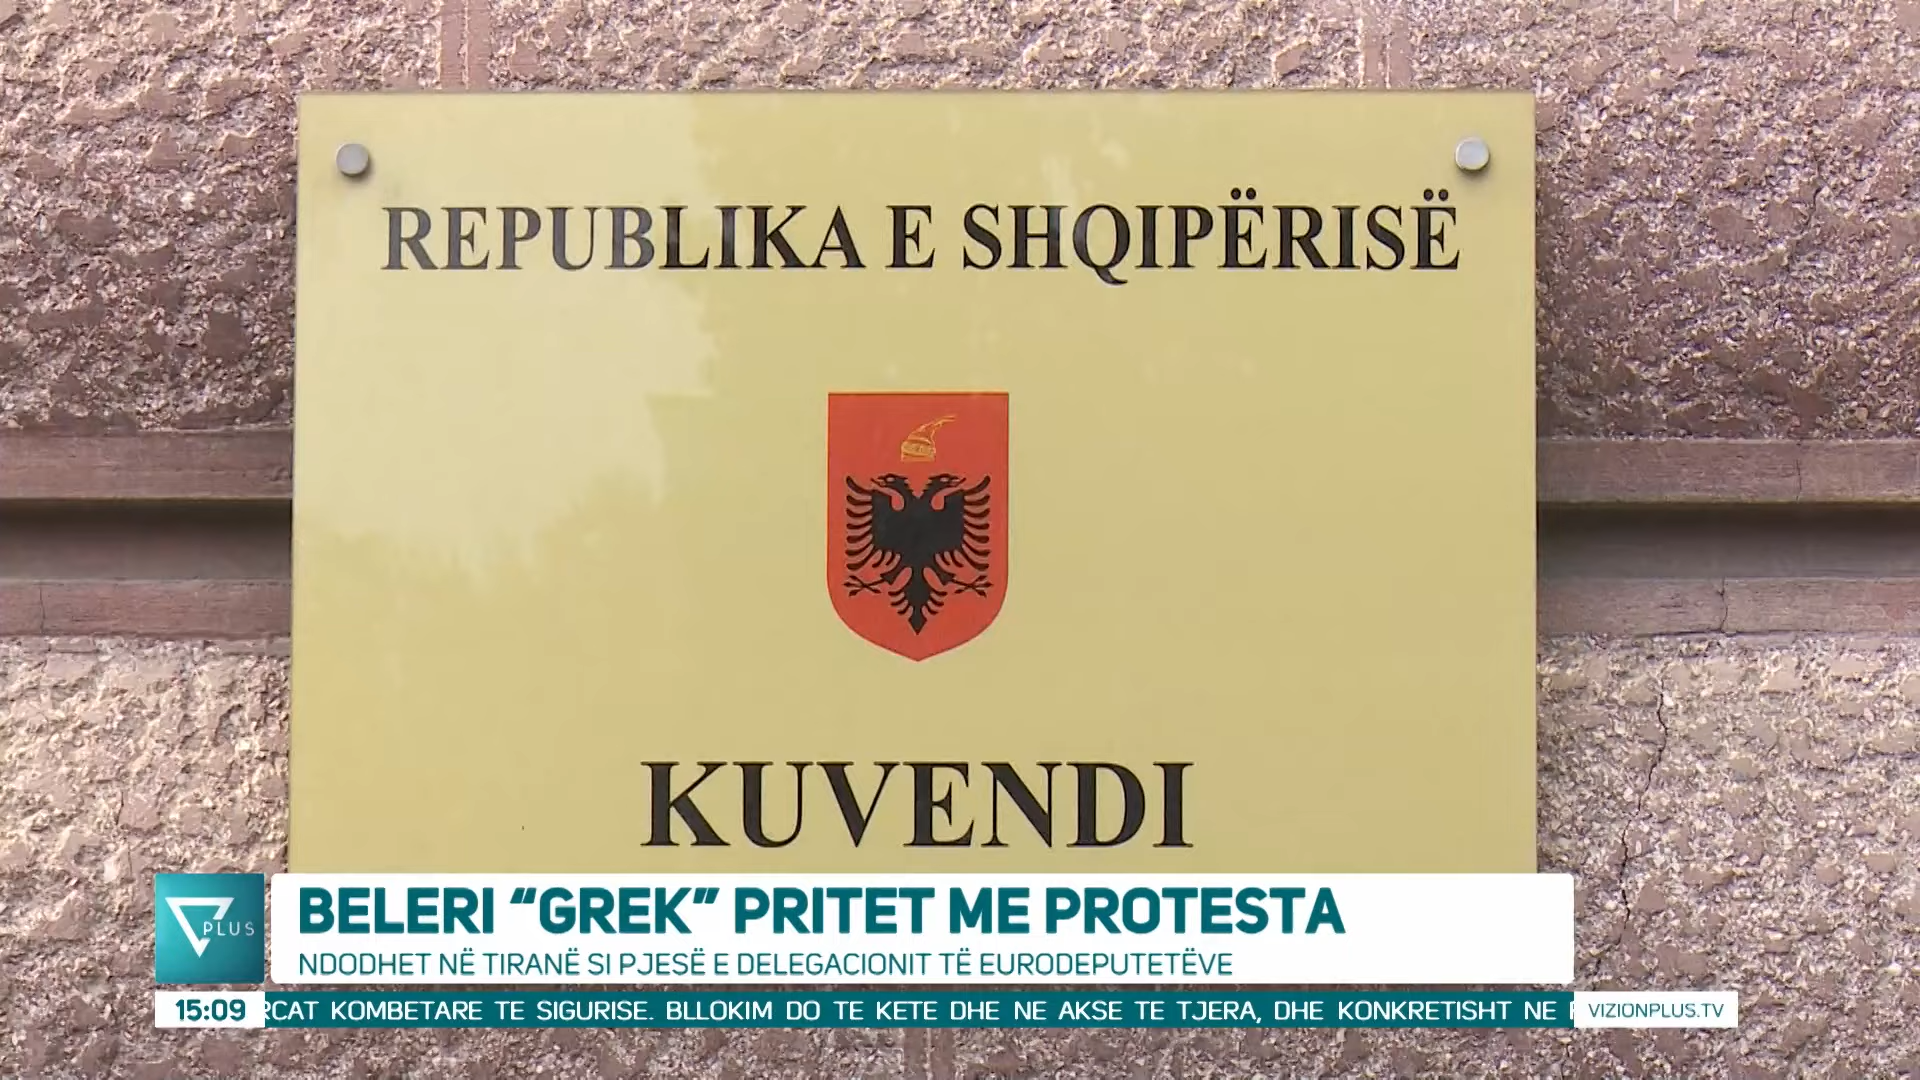 REPUBLIKA E SHQIPËRISË
KUVENDI
PLUS
BELERI “GREK” PRITET ME PROTESTA
NDODHET NË TIRANË SI PJESË E DELEGACIONIT TË EURODEPUTETËVE
15:09
KOMBETARE TE SIGURISE. BLLOKIM DO TE KETE DHE NE AKSE TE TJERA, DHE KONKRETISHT NE
VIZIONPLUS.TV